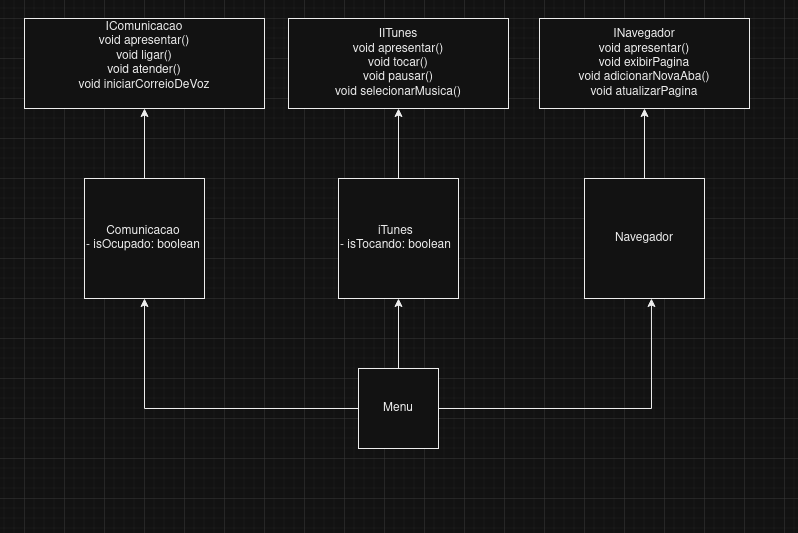 IComunicacao
void apresentar()
void ligar()
void atender()
void iniciarCorreioDeVoz
IITunes
void apresentar()
void tocar()
void pausar()
void selecionarMusica()
INavegador
void apresentar()
void exibirPagina
void adicionarNovaAba()
void atualizarPagina
Comunicacao
- isOcupado: boolean
iTunes
- isTocando: boolean
Navegador
Menu